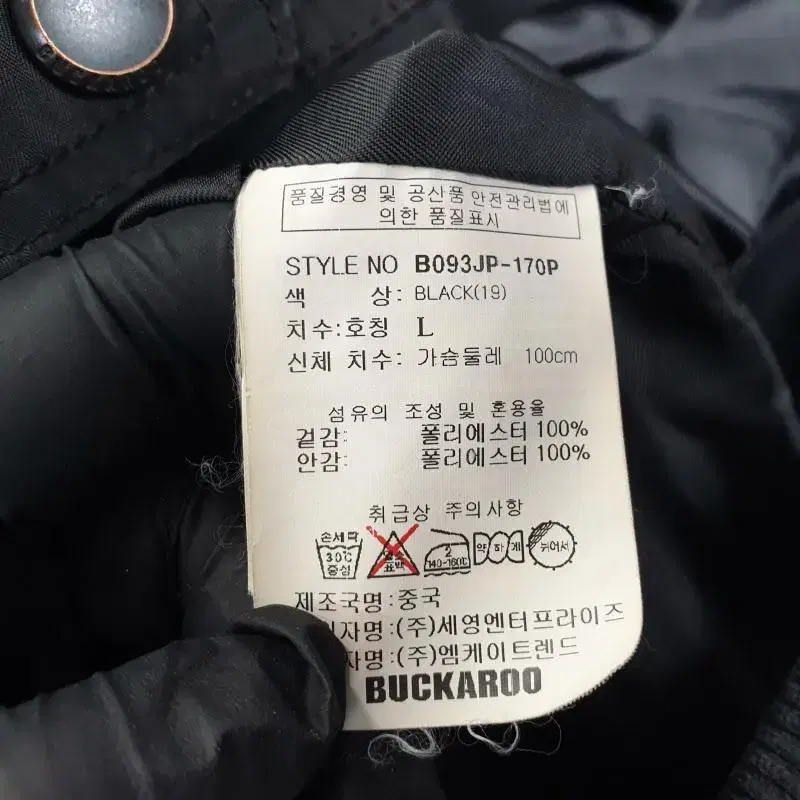 품질경영 및 공산품안전관리법에
의한 품질표시
STYLE NO B093JP-170P
색 상: BLACK(19)
치수:호칭 L
신체 치수: 가슴둘레 100cm
섬유의 조성 및 혼용율
겉감: 폴리에스터 100%
안감: 폴리에스터 100%
취급상 주의사항
손세탁
30℃
중성
염소
표백
2
140-160℃
약하게
뉘어서
제조국명:중국
자명:(주)세영엔터프라이즈
자명:(주)엠케이트렌드
BUCKAROO